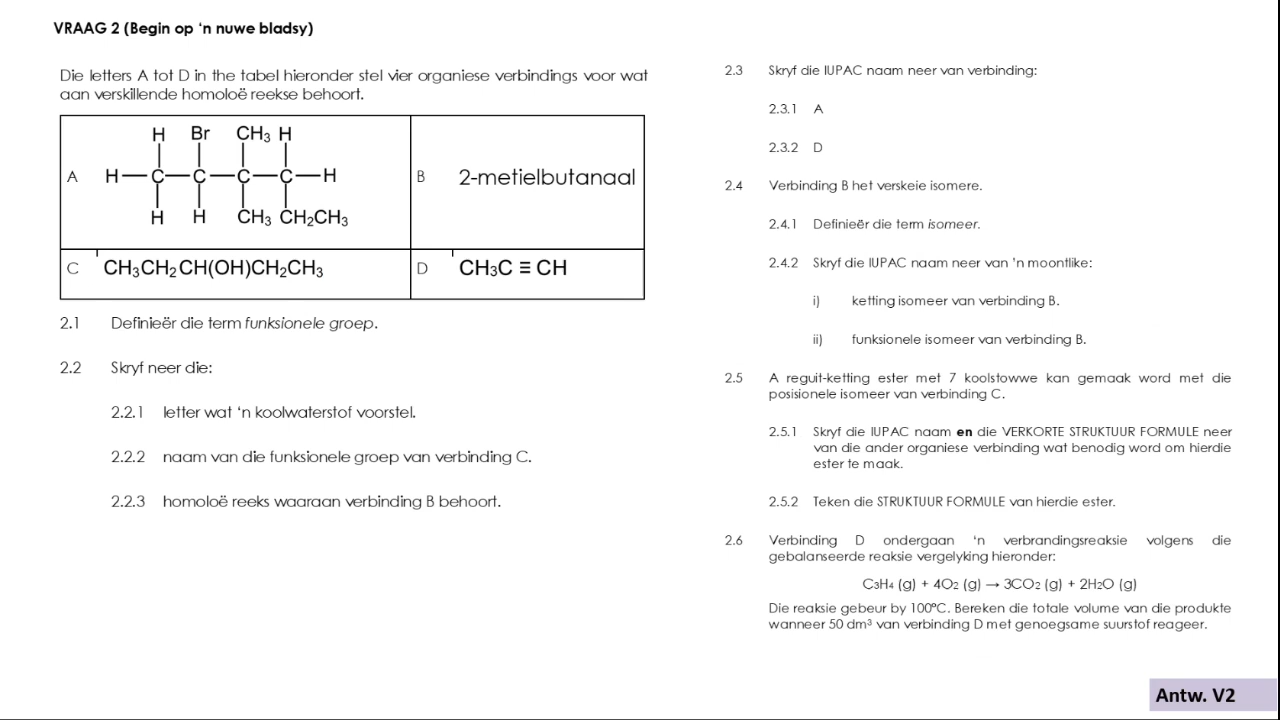 VRAAG 2 (Begin op ‘n nuwe bladsy)
Die letters A tot D in the tabel hieronder stel vier organiese verbindings voor wat
aan verskillende homoloë reekse behoort.
H Br CH₃ H
A H—C—C—C—C—H
H H CH₃ CH₂CH₃
B 2-metielbutanaal
C CH₃CH₂CH(OH)CH₂CH₃
D CH₃C ≡ CH
2.1 Definieër die term funksionele groep.
2.2 Skryf neer die:
2.2.1 letter wat ‘n koolwaterstof voorstel.
2.2.2 naam van die funksionele groep van verbinding C.
2.2.3 homoloë reeks waaraan verbinding B behoort.
2.3 Skryf die IUPAC naam neer van verbinding:
2.3.1 A
2.3.2 D
2.4 Verbinding B het verskeie isomere.
2.4.1 Definieër die term isomeer.
2.4.2 Skryf die IUPAC naam neer van ’n moontlike:
i) ketting isomeer van verbinding B.
ii) funksionele isomeer van verbinding B.
2.5 A reguit-ketting ester met 7 koolstowwe kan gemaak word met die
posisionele isomeer van verbinding C.
2.5.1 Skryf die IUPAC naam en die VERKORTE STRUKTUUR FORMULE neer
van die ander organiese verbinding wat benodig word om hierdie
ester te maak.
2.5.2 Teken die STRUKTUUR FORMULE van hierdie ester.
2.6 Verbinding D ondergaan ‘n verbrandingsreaksie volgens die
gebalanseerde reaksie vergelyking hieronder:
C₃H₄ (g) + 4O₂ (g) → 3CO₂ (g) + 2H₂O (g)
Die reaksie gebeur by 100°C. Bereken die totale volume van die produkte
wanneer 50 dm³ van verbinding D met genoegsame suurstof reageer.
Antw. V2